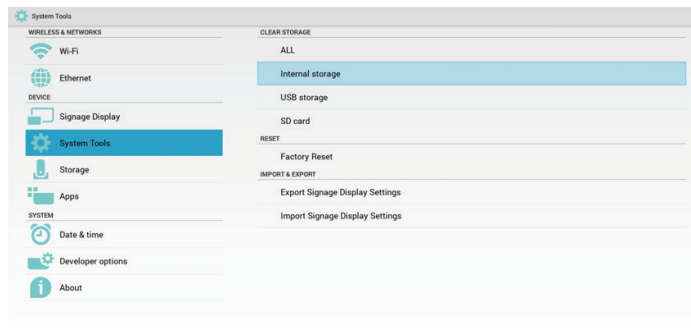 System Tools
WIRELESS & NETWORKS
Wi-Fi
Ethernet
DEVICE
Signage Display
System Tools
Storage
Apps
SYSTEM
Date & time
Developer options
About
CLEAR STORAGE
ALL
Internal storage
USB storage
SD card
RESET
Factory Reset
IMPORT & EXPORT
Export Signage Display Settings
Import Signage Display Settings